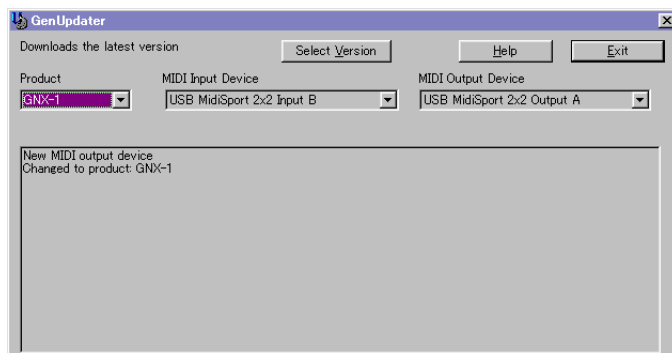 GenUpdater
Downloads the latest version
Select Version
Help
Exit
Product
MIDI Input Device
MIDI Output Device
GNX-1
USB MidiSport 2x2 Input B
USB MidiSport 2x2 Output A
New MIDI output device
Changed to product: GNX-1